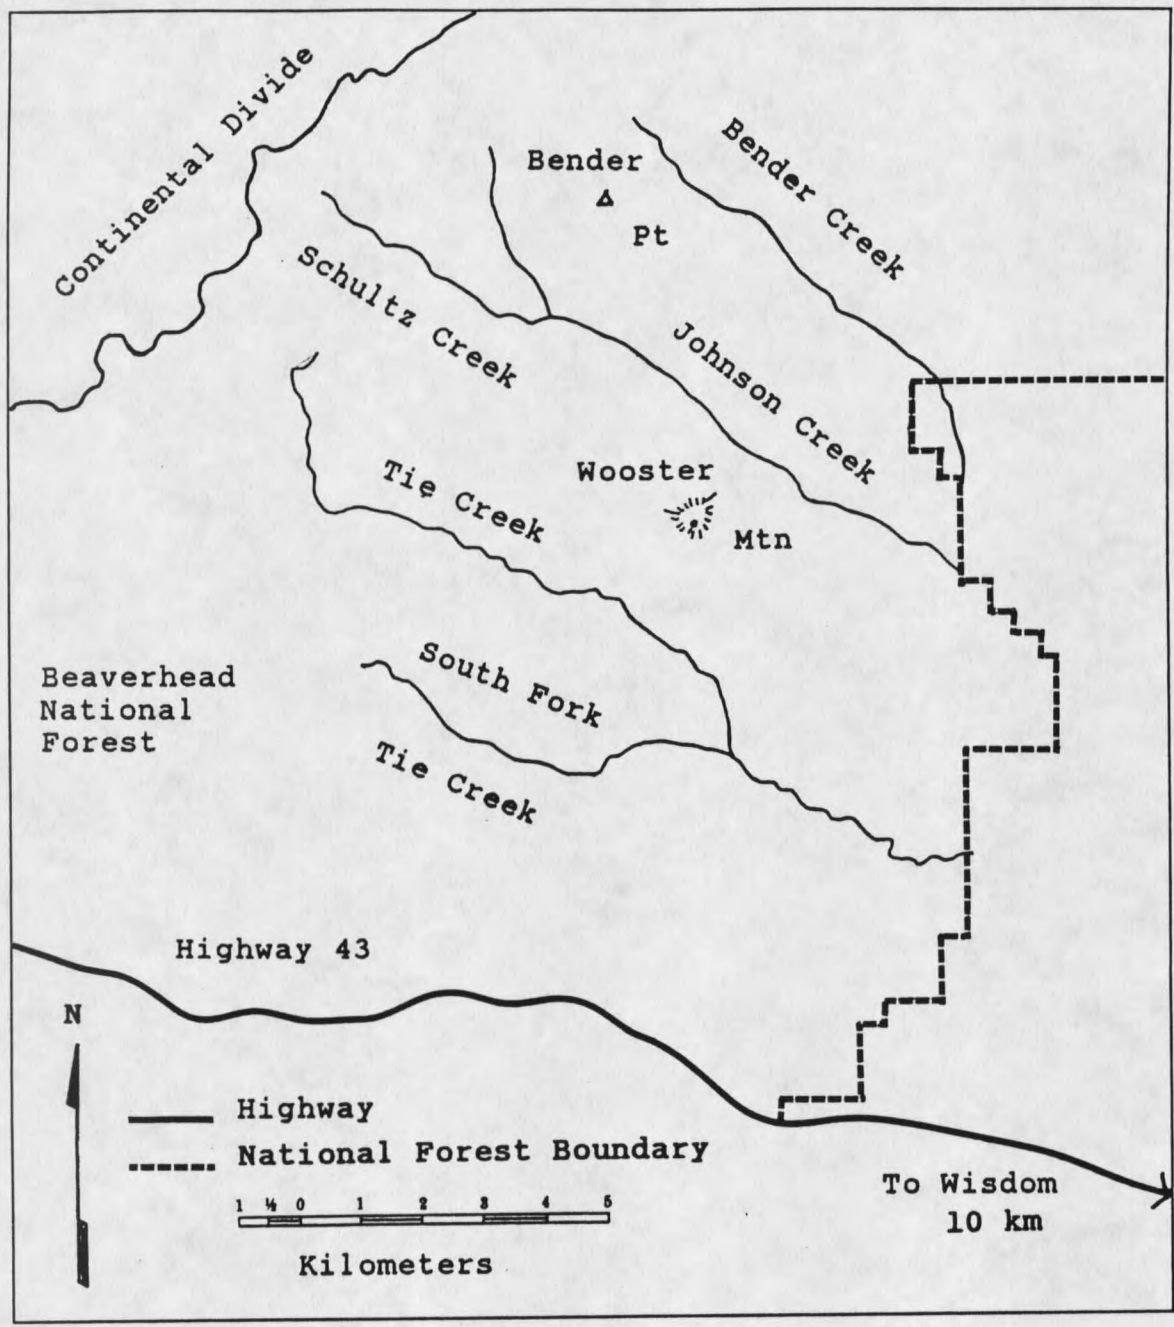 Continental Divide
Bender
Pt
Bender Creek
Schultz Creek
Johnson Creek
Wooster
Mtn
Tie Creek
South Fork
Tie Creek
Beaverhead
National
Forest
Highway 43
N
Highway
National Forest Boundary
To Wisdom
10 km
1 ½ 0 1 2 3 4 5
Kilometers